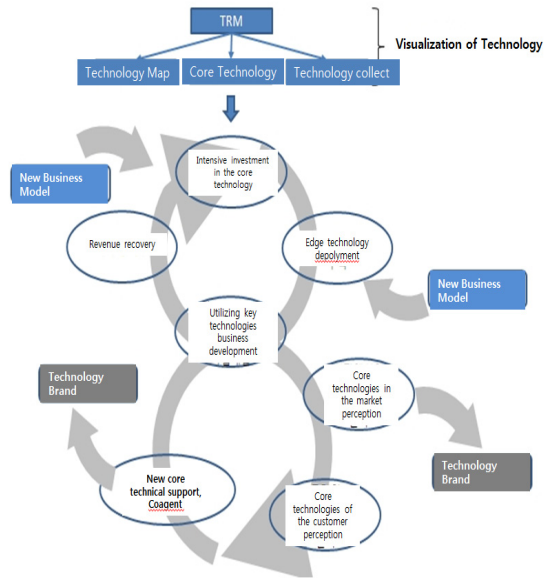 TRM
Visualization of Technology
Technology Map
Core Technology
Technology collect
Intensive investment
in the core
technology
New Business
Model
Revenue recovery
Edge technology
depolyment
New Business
Model
Utilizing key
technologies
business
development
Technology
Brand
Core
technologies in
the market
perception
Technology
Brand
New core
technical support,
Coagent
Core
technologies of
the customer
perception